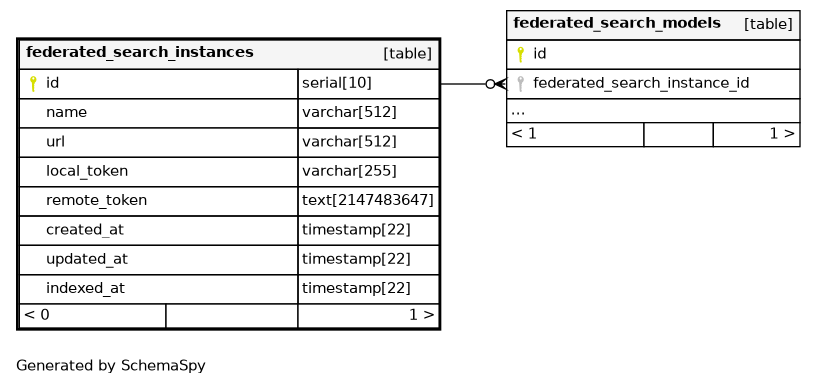 federated_search_instances [table]
id serial[10]
name varchar[512]
url varchar[512]
local_token varchar[255]
remote_token text[2147483647]
created_at timestamp[22]
updated_at timestamp[22]
indexed_at timestamp[22]
< 0 1 >
federated_search_models [table]
id
federated_search_instance_id
...
< 1 1 >
Generated by SchemaSpy